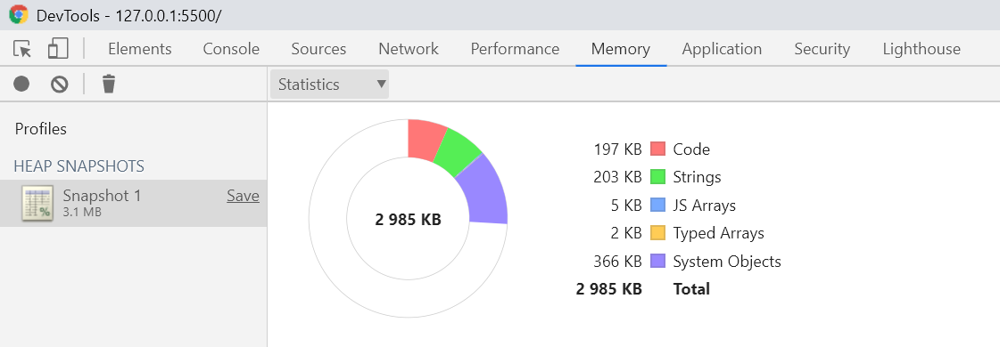 DevTools - 127.0.0.1:5500/
Elements Console Sources Network Performance Memory Application Security Lighthouse
Statistics
Profiles
HEAP SNAPSHOTS
Snapshot 1 Save
3.1 MB
2 985 KB
197 KB Code
203 KB Strings
5 KB JS Arrays
2 KB Typed Arrays
366 KB System Objects
2 985 KB Total